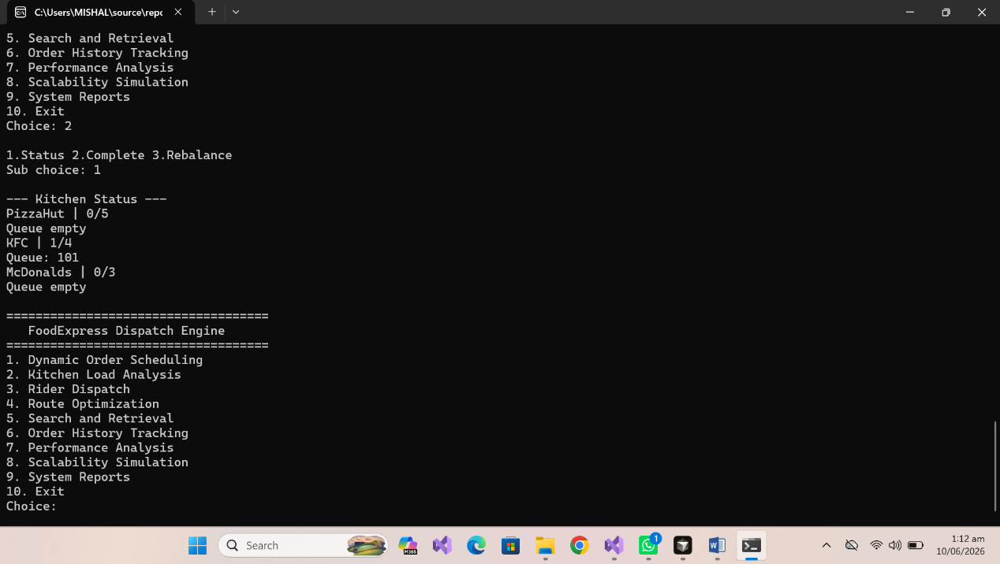 C:\Users\MISHAL\source\repo
5. Search and Retrieval
6. Order History Tracking
7. Performance Analysis
8. Scalability Simulation
9. System Reports
10. Exit
Choice: 2
1.Status 2.Complete 3.Rebalance
Sub choice: 1
--- Kitchen Status ---
PizzaHut | 0/5
Queue empty
KFC | 1/4
Queue: 101
McDonalds | 0/3
Queue empty
====================================
FoodExpress Dispatch Engine
====================================
1. Dynamic Order Scheduling
2. Kitchen Load Analysis
3. Rider Dispatch
4. Route Optimization
5. Search and Retrieval
6. Order History Tracking
7. Performance Analysis
8. Scalability Simulation
9. System Reports
10. Exit
Choice:
Search
M365
1
1:12 am
10/06/2026